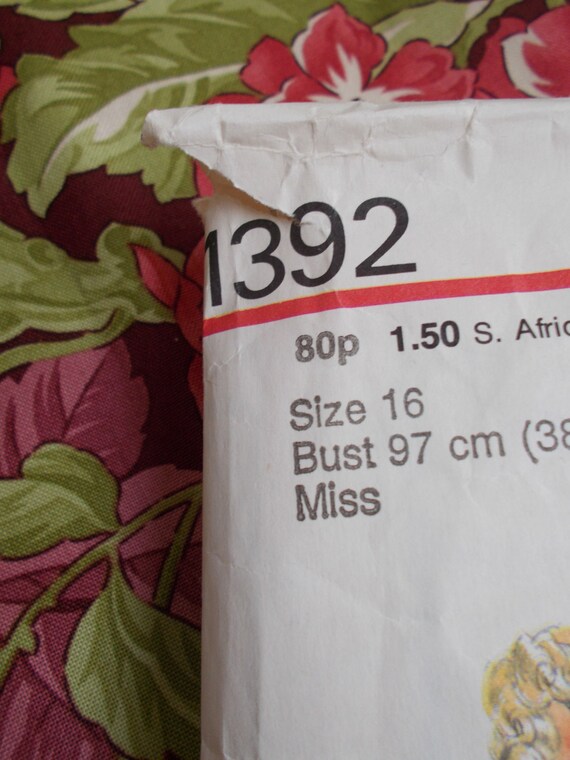 1392
80p 1.50 S. Afric
Size 16
Bust 97 cm (38
Miss